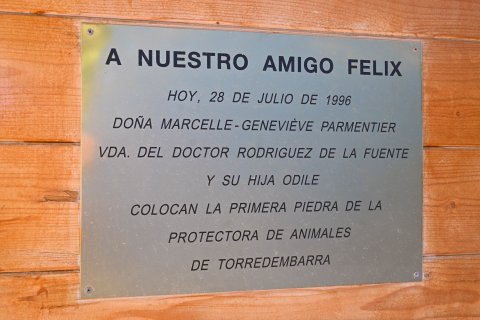 A NUESTRO AMIGO FELIX
HOY, 28 DE JULIO DE 1996
DOÑA MARCELLE-GENEVIÈVE PARMENTIER
VDA. DEL DOCTOR RODRIGUEZ DE LA FUENTE
Y SU HIJA ODILE
COLOCAN LA PRIMERA PIEDRA DE LA
PROTECTORA DE ANIMALES
DE TORREDEMBARRA